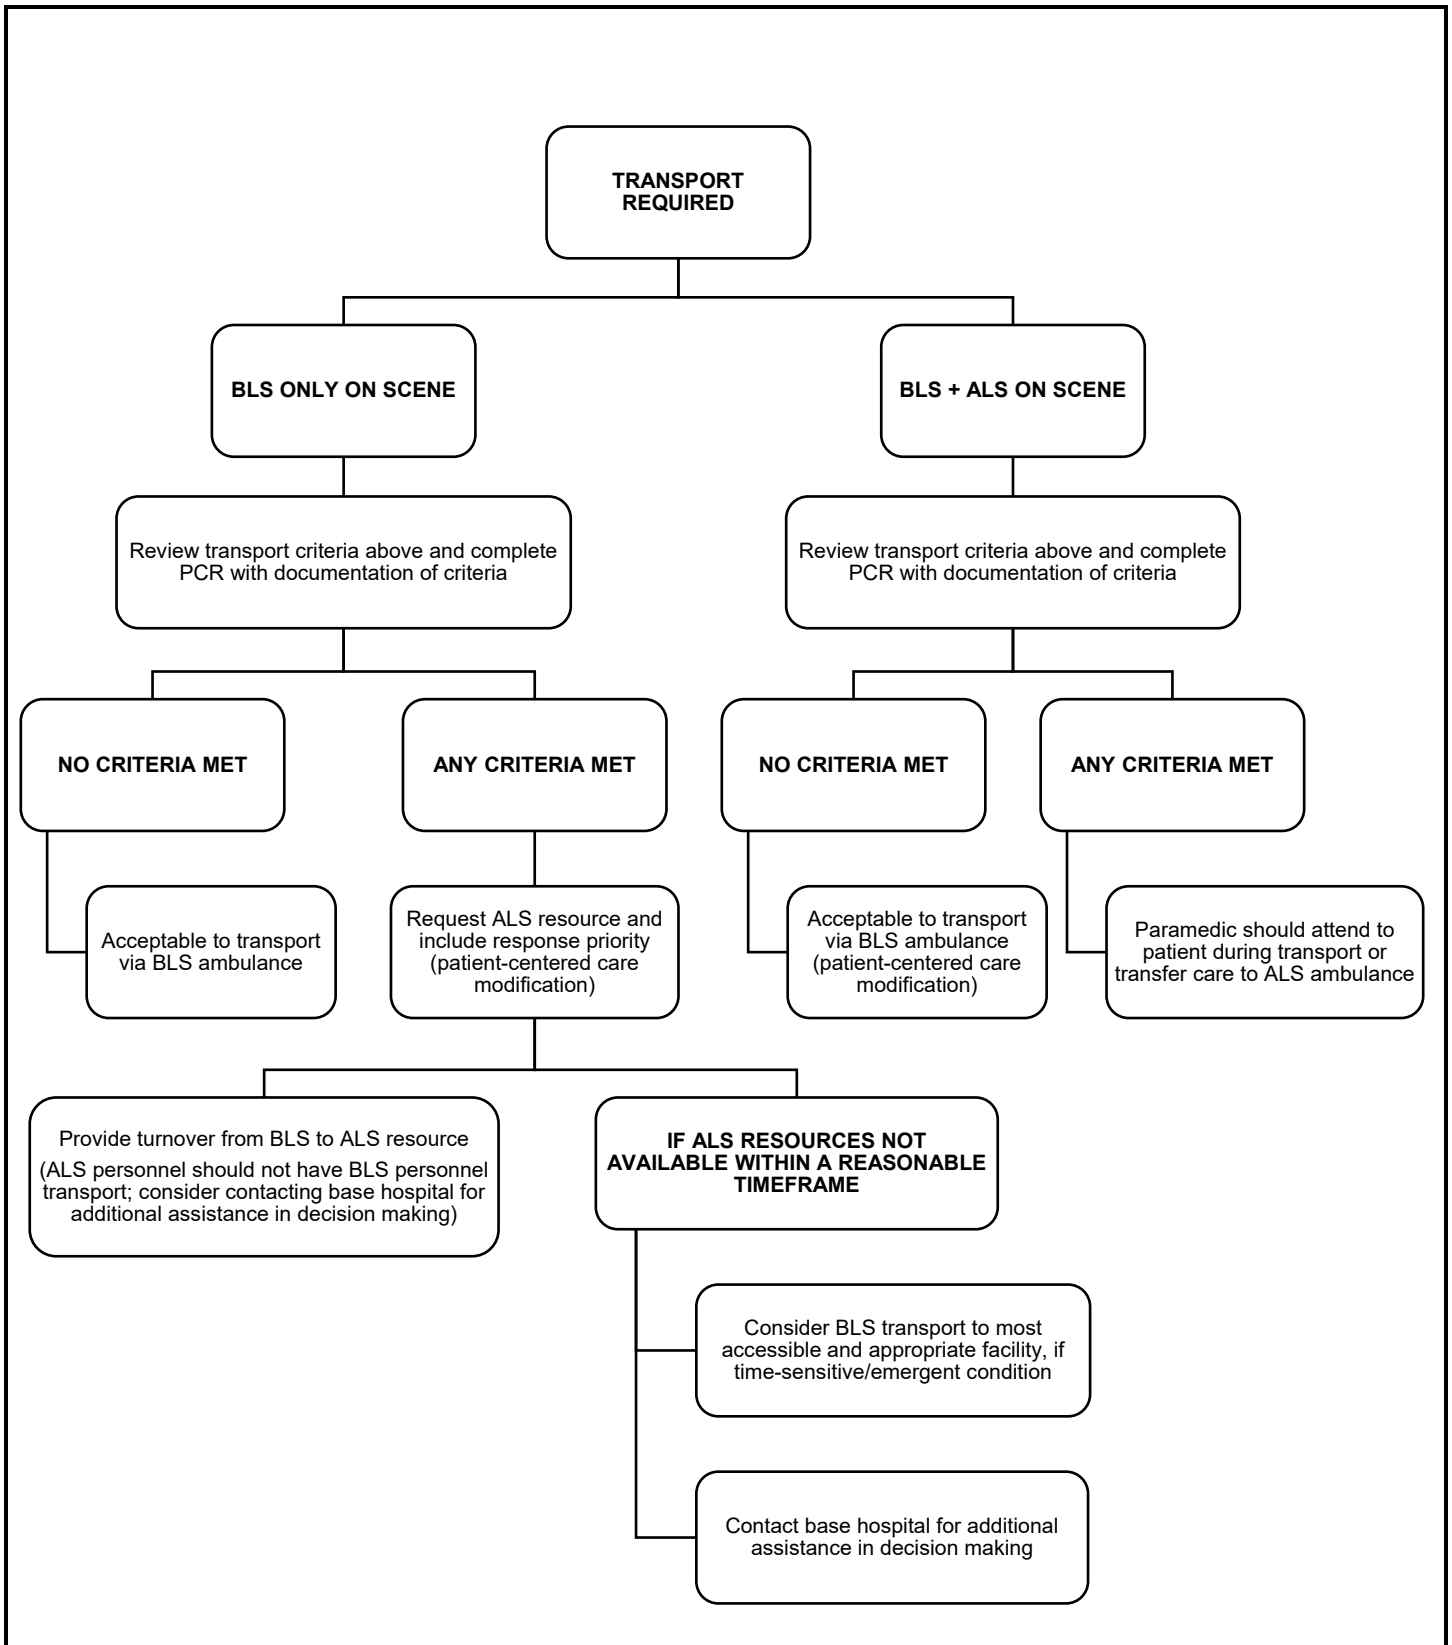 TRANSPORT
REQUIRED
BLS ONLY ON SCENE
BLS + ALS ON SCENE
Review transport criteria above and complete
PCR with documentation of criteria
Review transport criteria above and complete
PCR with documentation of criteria
NO CRITERIA MET
ANY CRITERIA MET
NO CRITERIA MET
ANY CRITERIA MET
Acceptable to transport
via BLS ambulance
Request ALS resource and
include response priority
(patient-centered care
modification)
Acceptable to transport
via BLS ambulance
(patient-centered care
modification)
Paramedic should attend to
patient during transport or
transfer care to ALS ambulance
Provide turnover from BLS to ALS resource
(ALS personnel should not have BLS personnel
transport; consider contacting base hospital for
additional assistance in decision making)
IF ALS RESOURCES NOT
AVAILABLE WITHIN A REASONABLE
TIMEFRAME
Consider BLS transport to most
accessible and appropriate facility, if
time-sensitive/emergent condition
Contact base hospital for additional
assistance in decision making